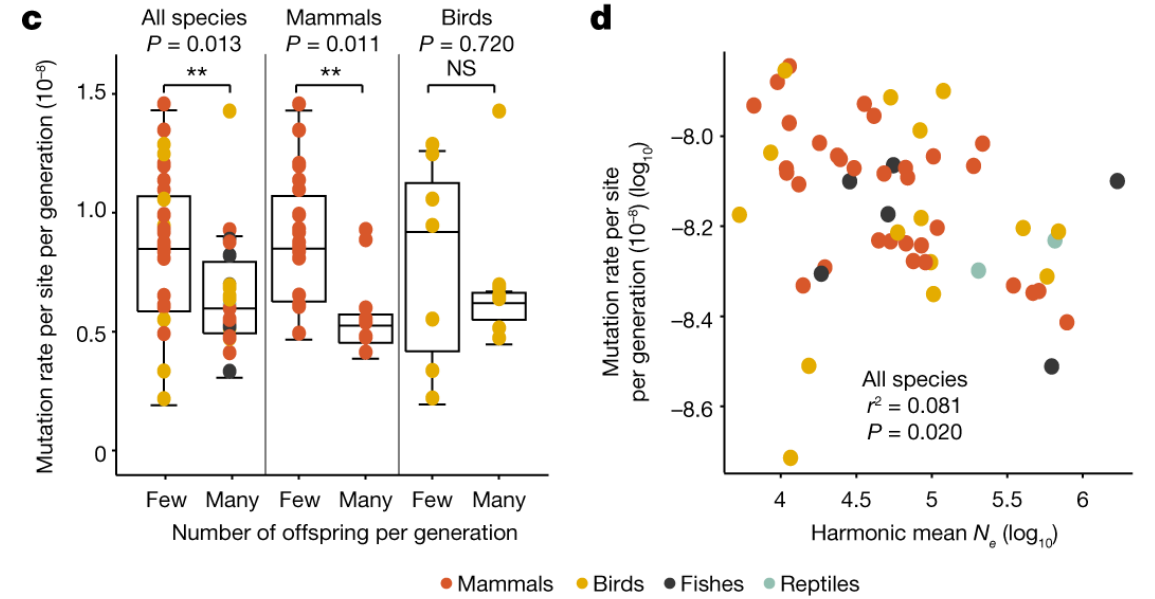 c
All species
P = 0.013
**
Mammals
P = 0.011
**
Birds
P = 0.720
NS
Mutation rate per site per generation (10⁻⁸)
1.5
1.0
0.5
0
Few
Many
Few
Many
Few
Many
Number of offspring per generation
d
Mutation rate per site
per generation (10⁻⁸) (log₁₀)
−8.0
−8.2
−8.4
−8.6
All species
r² = 0.081
P = 0.020
4
4.5
5
5.5
6
Harmonic mean Nₑ (log₁₀)
Mammals
Birds
Fishes
Reptiles